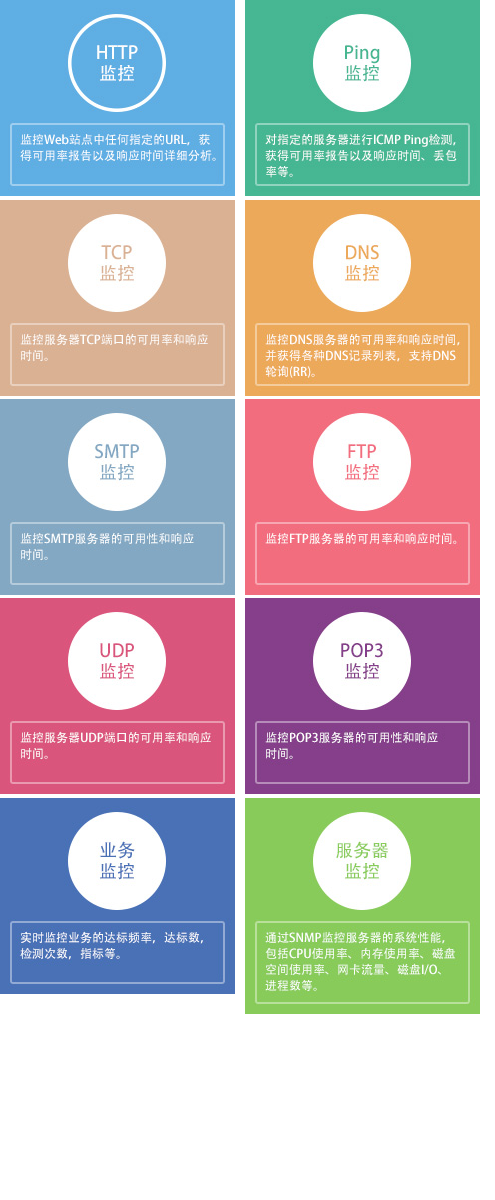 HTTP
监控
监控Web站点中任何指定的URL，获
得可用率报告以及响应时间详细分析。
Ping
监控
对指定的服务器进行ICMP Ping检测，
获得可用率报告以及响应时间、丢包
率等。
TCP
监控
监控服务器TCP端口的可用率和响应
时间。
DNS
监控
监控DNS服务器的可用率和响应时间，
并获得各种DNS记录列表，支持DNS
轮询(RR)。
SMTP
监控
监控SMTP服务器的可用性和响应
时间。
FTP
监控
监控FTP服务器的可用率和响应时间。
UDP
监控
监控服务器UDP端口的可用率和响应
时间。
POP3
监控
监控POP3服务器的可用性和响应
时间。
业务
监控
实时监控业务的达标频率，达标数，
检测次数，指标等。
服务器
监控
通过SNMP监控服务器的系统性能，
包括CPU使用率、内存使用率、磁盘
空间使用率、网卡流量、磁盘I/O、
进程数等。